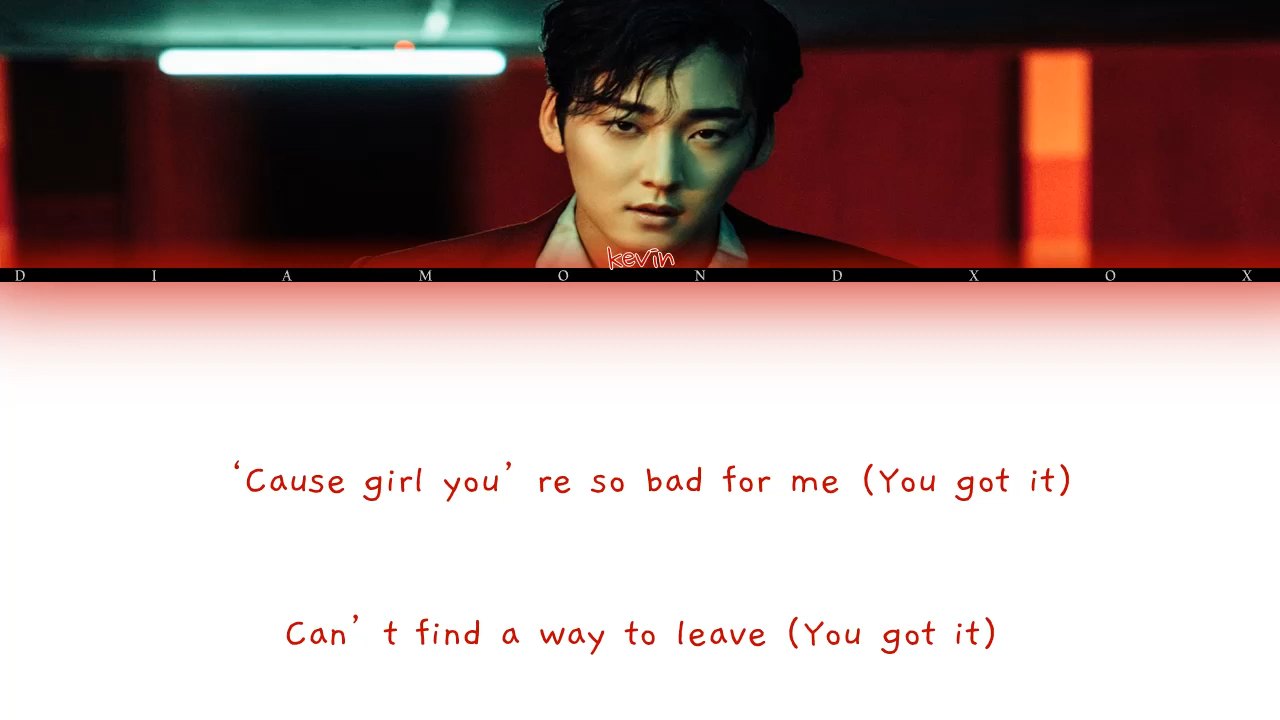 kevin
D I A M O N D X O X
‘Cause girl you’ re so bad for me (You got it)
Can’ t find a way to leave (You got it)